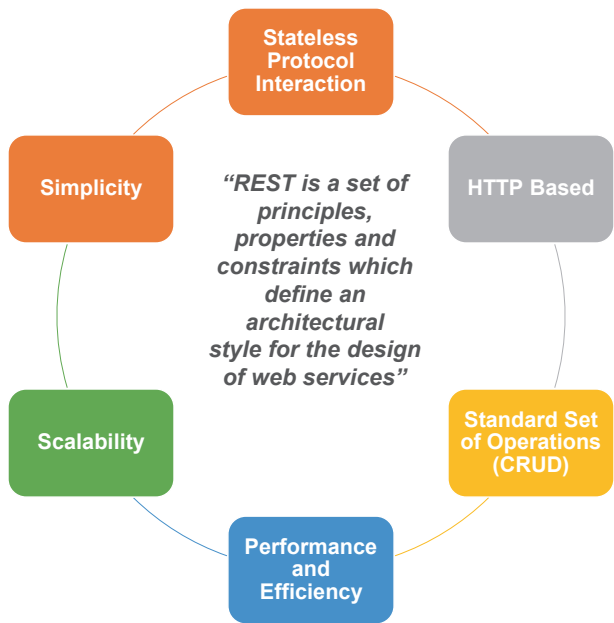 Stateless
Protocol
Interaction
HTTP Based
Standard Set
of Operations
(CRUD)
Performance
and
Efficiency
Scalability
Simplicity
“REST is a set of
principles,
properties and
constraints which
define an
architectural
style for the design
of web services”